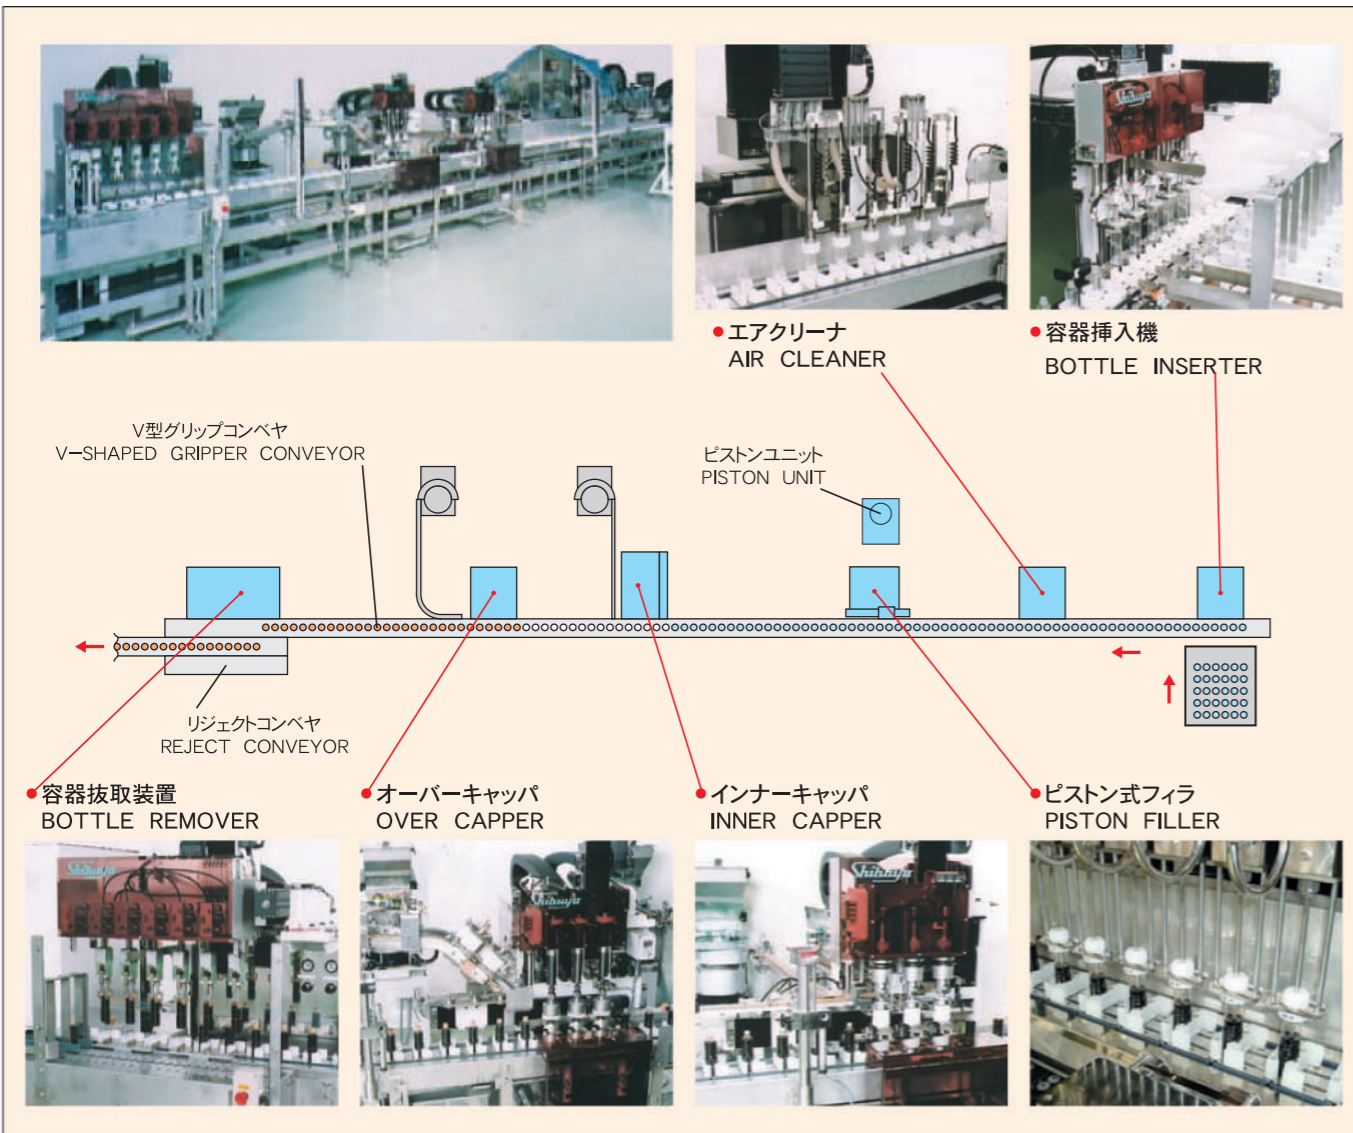 Shibuya
エアクリーナ
AIR CLEANER
容器挿入機
BOTTLE INSERTER
V型グリップコンベヤ
V-SHAPED GRIPPER CONVEYOR
ピストンユニット
PISTON UNIT
リジェクトコンベヤ
REJECT CONVEYOR
容器抜取装置
BOTTLE REMOVER
オーバーキャッパ
OVER CAPPER
インナーキャッパ
INNER CAPPER
ピストン式フィラ
PISTON FILLER
Shibuya
Shibuya
Shibuya